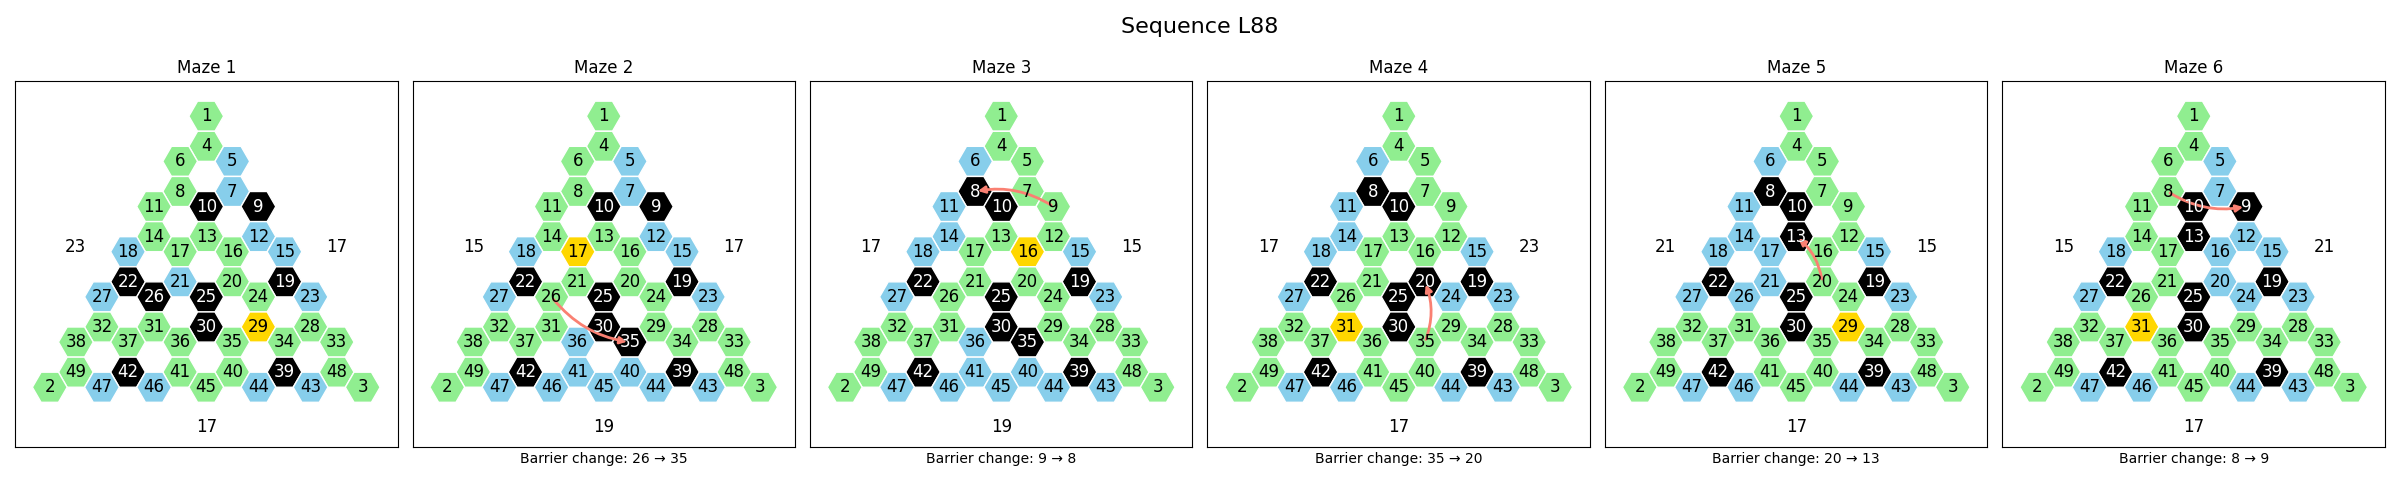 Sequence L88
Maze 1
1
4
6 5
8 7
11 10 9
14 13 12
23 18 17 16 15 17
22 21 20 19
27 26 25 24 23
32 31 30 29 28
38 37 36 35 34 33
49 42 41 40 39 48
2 47 46 45 44 43 3
17
Maze 2
1
4
6 5
8 7
11 10 9
14 13 12
15 18 17 16 15 17
22 21 20 19
27 26 25 24 23
32 31 30 29 28
38 37 36 35 34 33
49 42 41 40 39 48
2 47 46 45 44 43 3
19
Barrier change: 26 → 35
Maze 3
1
4
6 5
8 7
11 10 9
14 13 12
17 18 17 16 15 15
22 21 20 19
27 26 25 24 23
32 31 30 29 28
38 37 36 35 34 33
49 42 41 40 39 48
2 47 46 45 44 43 3
19
Barrier change: 9 → 8
Maze 4
1
4
6 5
8 7
11 10 9
14 13 12
17 18 17 16 15 23
22 21 20 19
27 26 25 24 23
32 31 30 29 28
38 37 36 35 34 33
49 42 41 40 39 48
2 47 46 45 44 43 3
17
Barrier change: 35 → 20
Maze 5
1
4
6 5
8 7
11 10 9
14 13 12
21 18 17 16 15 15
22 21 20 19
27 26 25 24 23
32 31 30 29 28
38 37 36 35 34 33
49 42 41 40 39 48
2 47 46 45 44 43 3
17
Barrier change: 20 → 13
Maze 6
1
4
6 5
8 7
11 10 9
14 13 12
15 18 17 16 15 21
22 21 20 19
27 26 25 24 23
32 31 30 29 28
38 37 36 35 34 33
49 42 41 40 39 48
2 47 46 45 44 43 3
17
Barrier change: 8 → 9